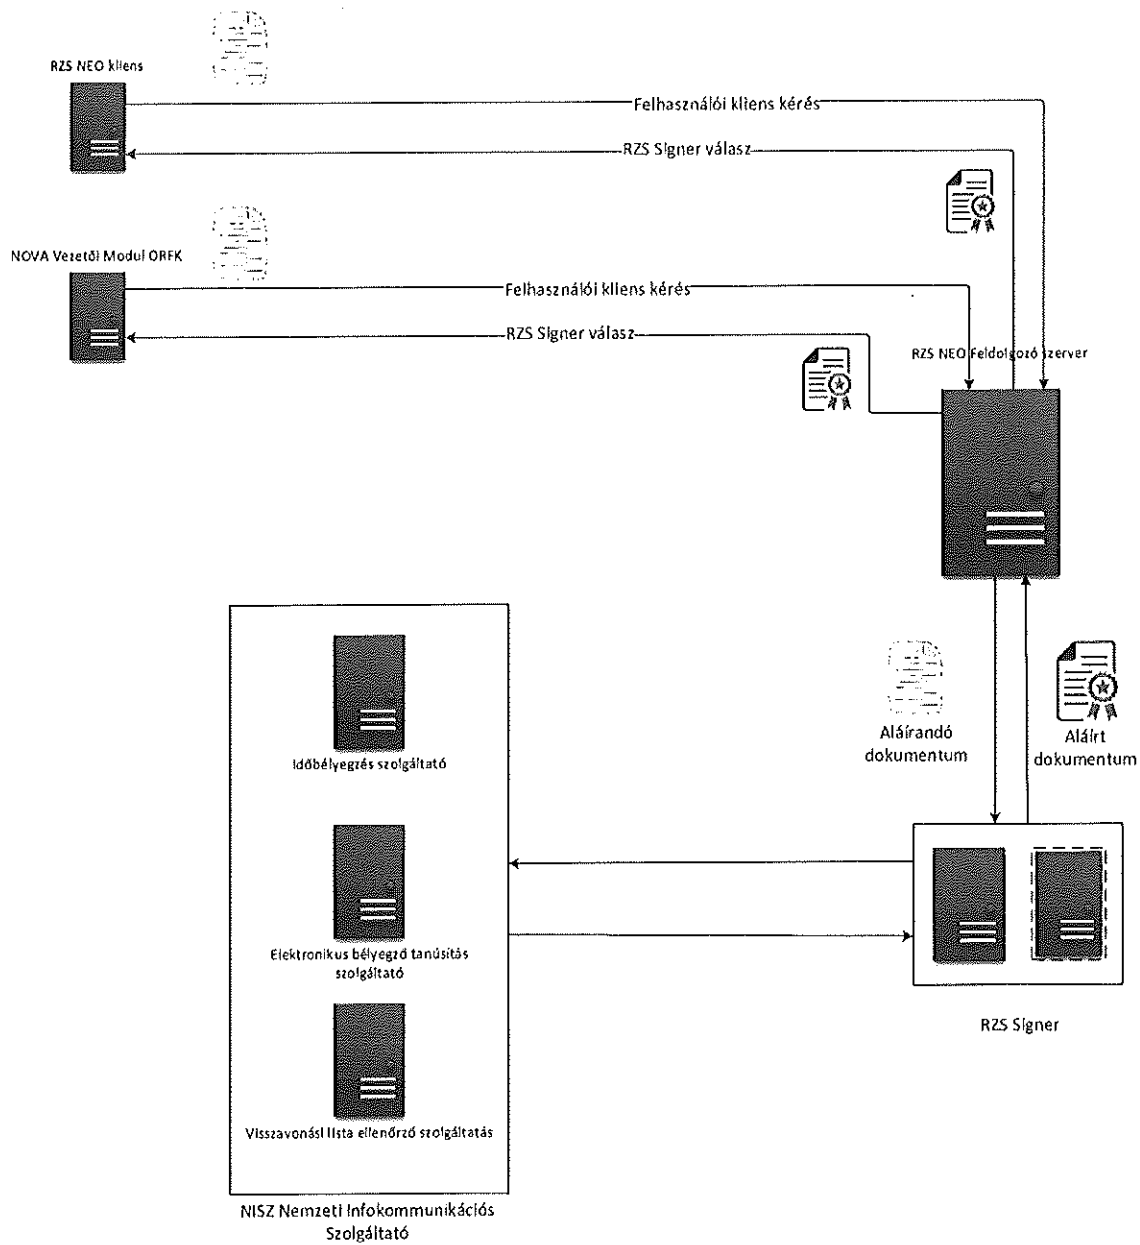 RZS NEO kliens
Felhasználói kliens kérés
RZS Signer válasz
NOVA Vezetői Modul ORFK
Felhasználói kliens kérés
RZS Signer válasz
RZS NEO Feldolgozó szerver
Aláírandó
dokumentum
Aláírt
dokumentum
Időbélyegzés szolgáltató
Elektronikus bélyegző tanúsítás
szolgáltató
RZS Signer
Visszavonási lista ellenőrző szolgáltatás
NISZ Nemzeti Infokommunikációs
Szolgáltató